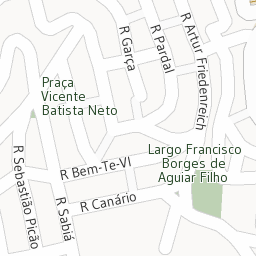 R Garça
R Pardal
R Artur Friedenreich
Praça
Vicente
Batista Neto
Largo Francisco
Borges de
Aguiar Filho
R Bem-Te-VI
R Canário
R Sebastião Picão
R Sabiá